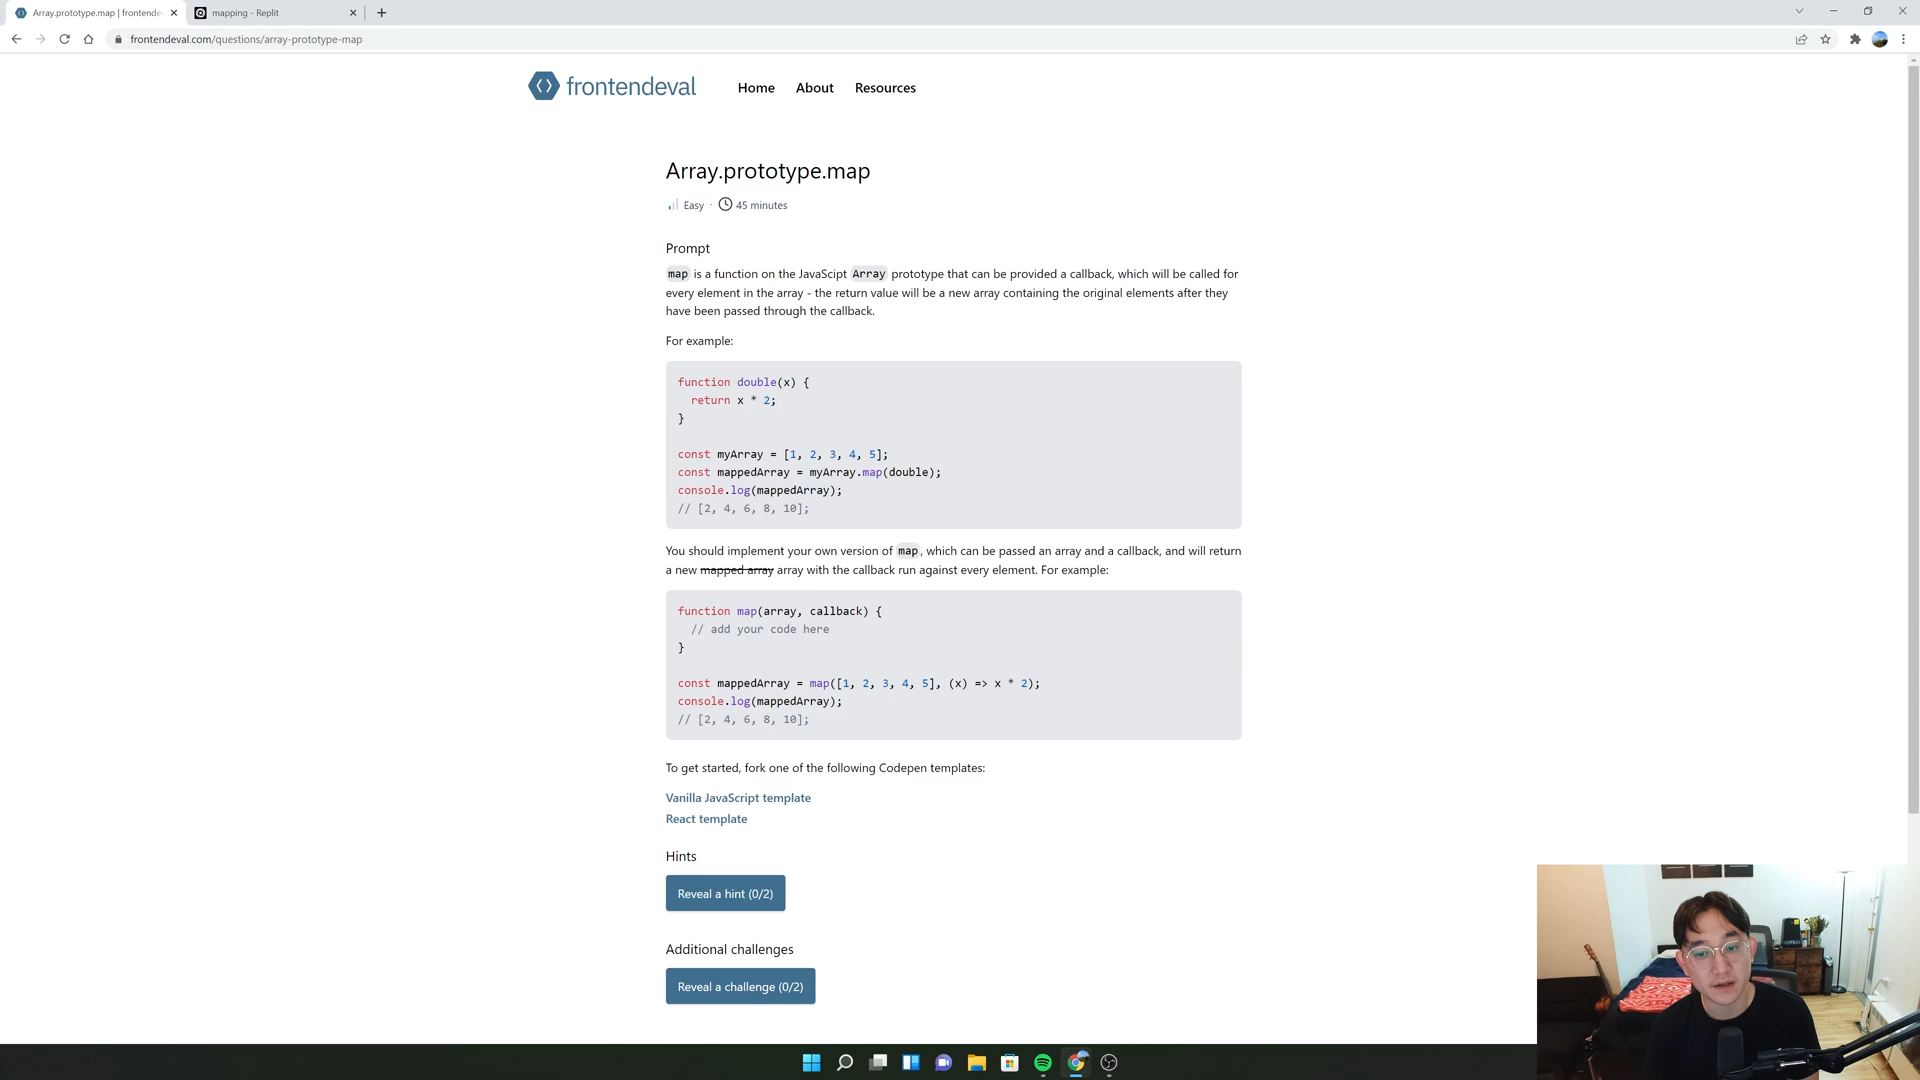 Array.prototype.map | frontende
mapping - Replit
frontendeval.com/questions/array-prototype-map
frontendeval
Home
About
Resources
Array.prototype.map
Easy · 45 minutes
Prompt
map is a function on the JavaScipt Array prototype that can be provided a callback, which will be called for
every element in the array - the return value will be a new array containing the original elements after they
have been passed through the callback.
For example:
function double(x) {
return x * 2;
}
const myArray = [1, 2, 3, 4, 5];
const mappedArray = myArray.map(double);
console.log(mappedArray);
// [2, 4, 6, 8, 10];
You should implement your own version of map, which can be passed an array and a callback, and will return
a new mapped array array with the callback run against every element. For example:
function map(array, callback) {
// add your code here
}
const mappedArray = map([1, 2, 3, 4, 5], (x) => x * 2);
console.log(mappedArray);
// [2, 4, 6, 8, 10];
To get started, fork one of the following Codepen templates:
Vanilla JavaScript template
React template
Hints
Reveal a hint (0/2)
Additional challenges
Reveal a challenge (0/2)